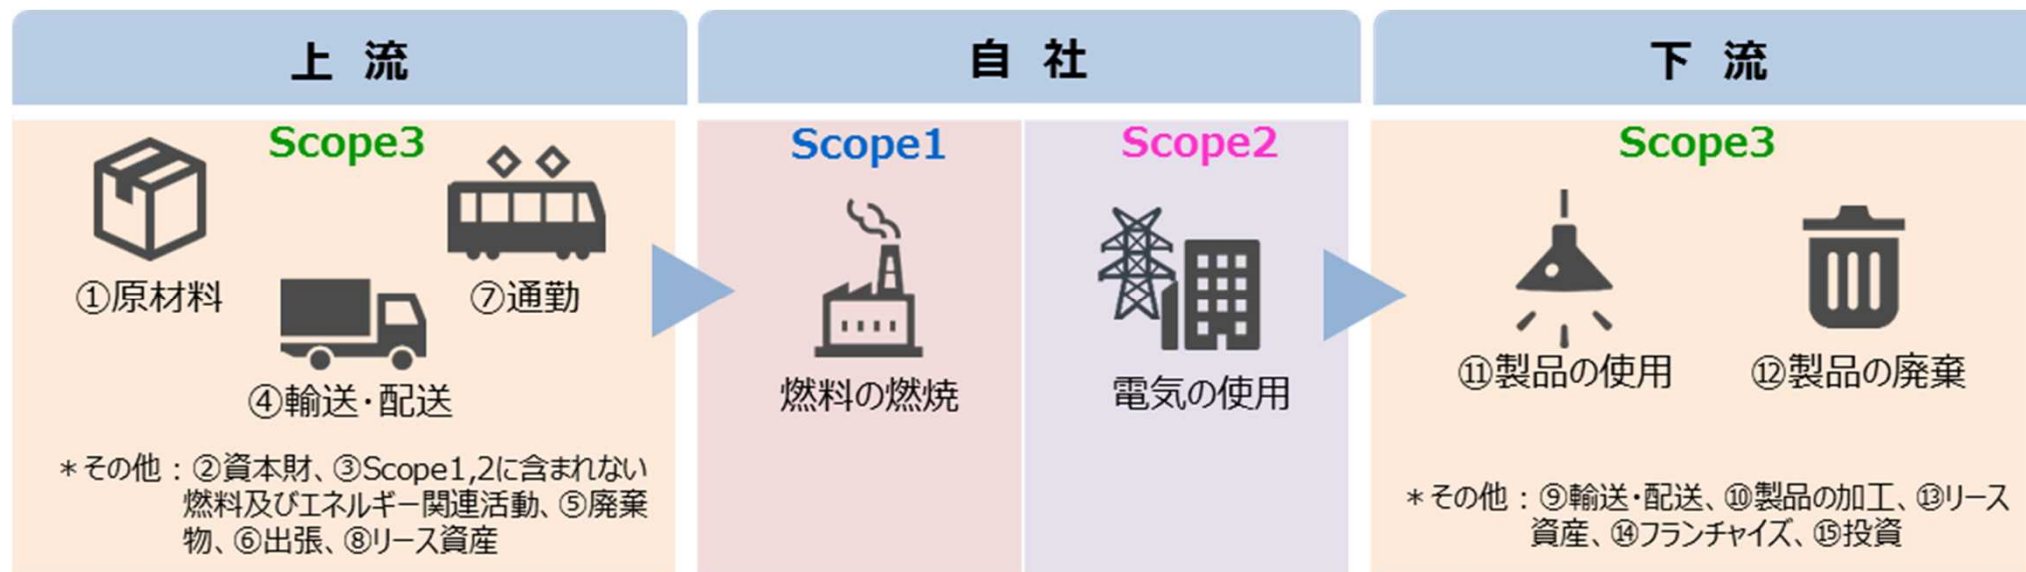 上 流
Scope3
①原材料
⑦通勤
④輸送・配送
＊その他：②資本財、③Scope1,2に含まれない
燃料及びエネルギー関連活動、⑤廃棄
物、⑥出張、⑧リース資産
自 社
Scope1
燃料の燃焼
Scope2
電気の使用
下 流
Scope3
⑪製品の使用
⑫製品の廃棄
＊その他：⑨輸送・配送、⑩製品の加工、⑬リース
資産、⑭フランチャイズ、⑮投資